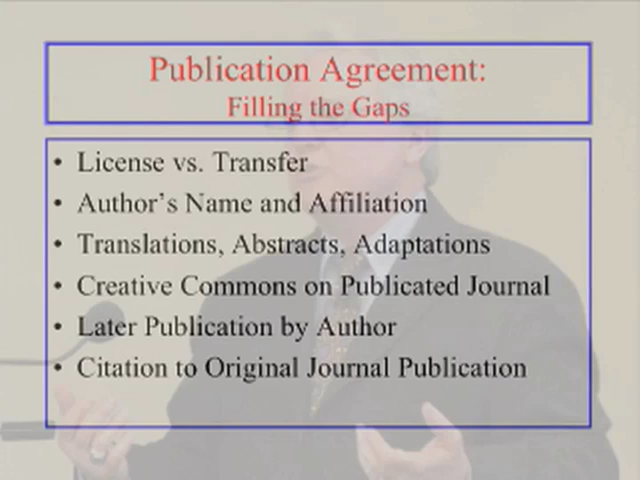 Publication Agreement:
Filling the Gaps
• License vs. Transfer
• Author's Name and Affiliation
• Translations, Abstracts, Adaptations
• Creative Commons on Publicated Journal
• Later Publication by Author
• Citation to Original Journal Publication